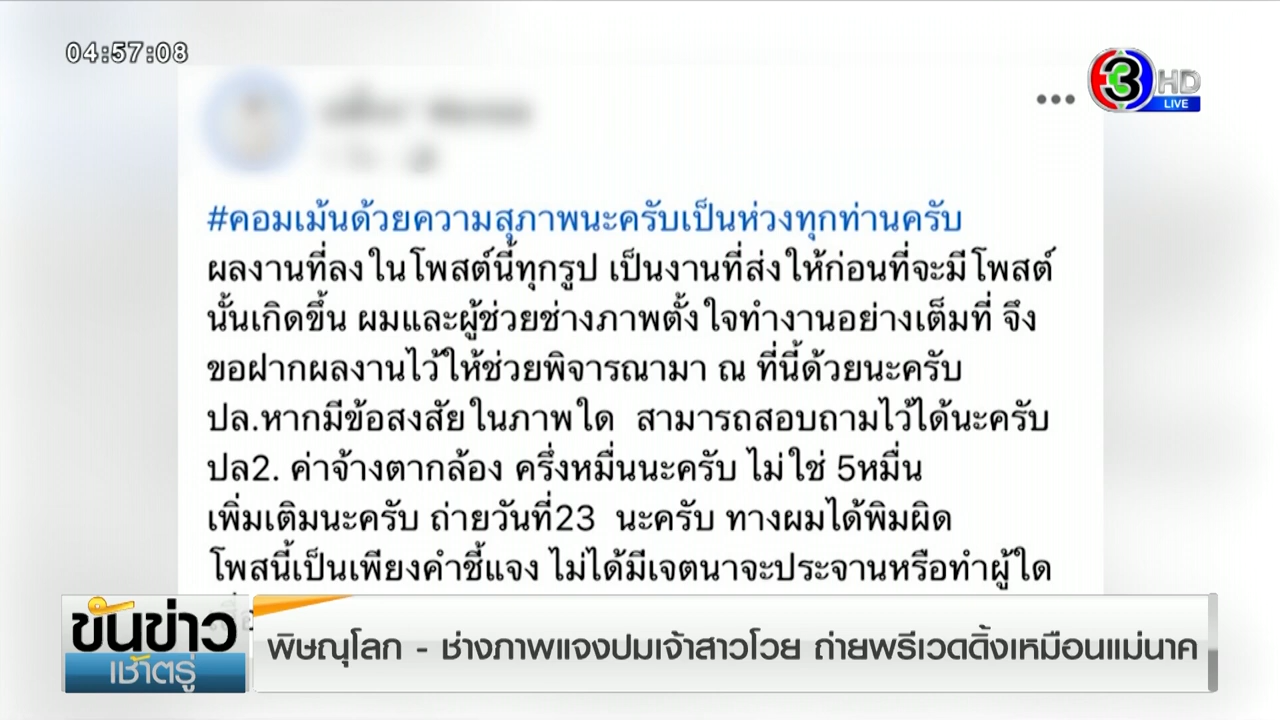 04:57:08
3 HD
LIVE
#คอมเม้นด้วยความสุภาพนะครับเป็นห่วงทุกท่านครับ
ผลงานที่ลงในโพสต์นี้ทุกรูป เป็นงานที่ส่งให้ก่อนที่จะมีโพสต์
นั้นเกิดขึ้น ผมและผู้ช่วยช่างภาพตั้งใจทำงานอย่างเต็มที่ จึง
ขอฝากผลงานไว้ให้ช่วยพิจารณามา ณ ที่นี้ด้วยนะครับ
ปล.หากมีข้อสงสัยในภาพใด สามารถสอบถามไว้ได้นะครับ
ปล2. ค่าจ้างตากล้อง ครึ่งหมื่นนะครับ ไม่ใช่ 5หมื่น
เพิ่มเติมนะครับ ถ่ายวันที่23 นะครับ ทางผมได้พิมผิด
โพสนี้เป็นเพียงคำชี้แจง ไม่ได้มีเจตนาจะประจานหรือทำผู้ใด
ขันข่าว
เช้าตรู่
พิษณุโลก - ช่างภาพแจงปมเจ้าสาวโวย ถ่ายพรีเวดดิ้งเหมือนแม่นาค